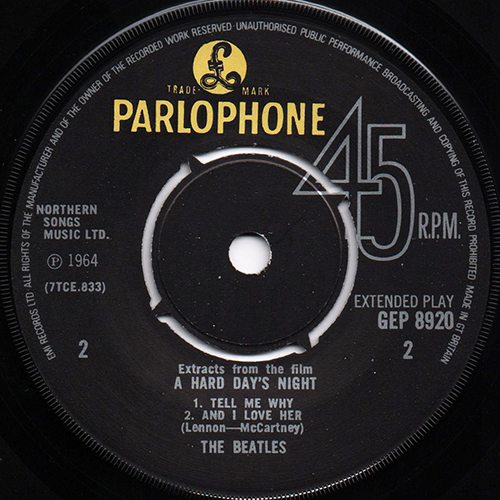 EMI RECORDS LTD ALL RIGHTS OF THE MANUFACTURER AND OF THE OWNER OF THE RECORDED WORK RESERVED · UNAUTHORISED PUBLIC PERFORMANCE BROADCASTING AND COPYING OF THIS RECORD PROHIBITED MADE IN GT BRITAIN
£
TRADE MARK
PARLOPHONE
45
R.P.M.
NORTHERN
SONGS
MUSIC LTD.
Ⓟ 1964
(7TCE.833)
EXTENDED PLAY
GEP 8920
2
2
Extracts from the film
A HARD DAY'S NIGHT
1. TELL ME WHY
2. AND I LOVE HER
(Lennon—McCartney)
THE BEATLES